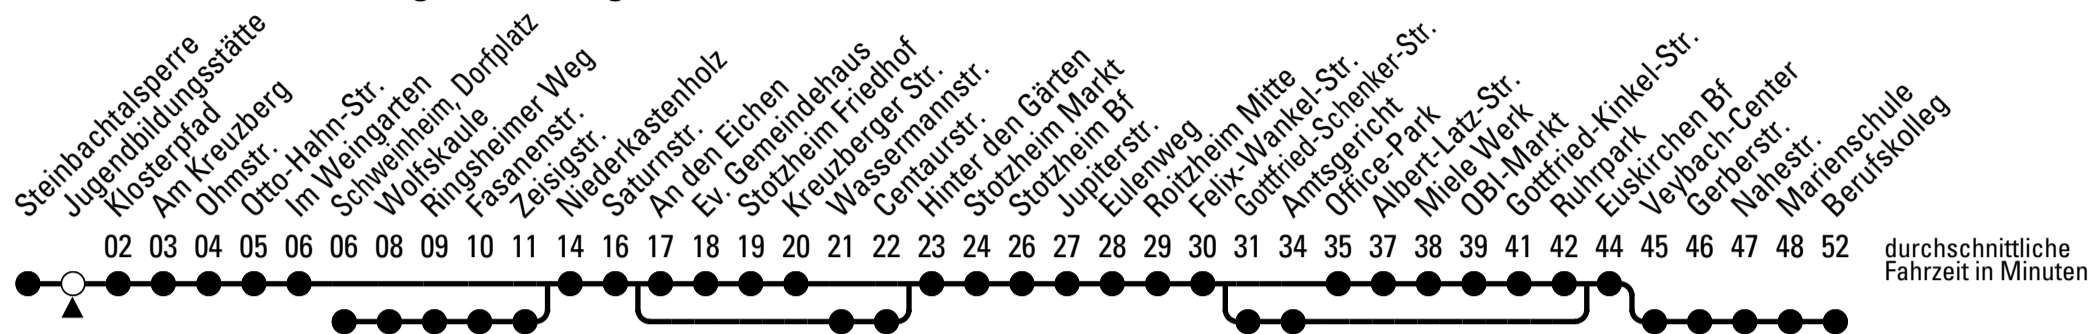 Steinbachtalsperre
Jugendbildungsstätte
Klosterpfad
Am Kreuzberg
Ohmstr.
Otto-Hahn-Str.
Im Weingarten
Schweinheim, Dorfplatz
Wolfskaule
Ringsheimer Weg
Fasanenstr.
Zeisigstr.
Niederkastenholz
Saturnstr.
An den Eichen
Ev. Gemeindehaus
Stotzheim Friedhof
Kreuzberger Str.
Wassermannstr.
Centaurstr.
Hinter den Gärten
Stotzheim Markt
Stotzheim Bf
Jupiterstr.
Eulenweg
Roitzheim Mitte
Felix-Wankel-Str.
Gottfried-Schenker-Str.
Amtsgericht
Office-Park
Albert-Latz-Str.
Miele Werk
OBI-Markt
Gottfried-Kinkel-Str.
Ruhrpark
Euskirchen Bf
Veybach-Center
Gerberstr.
Nahestr.
Marienschule
Berufskolleg
02 03 04 05 06 06 08 09 10 11 14 16 17 18 19 20 21 22 23 24 26 27 28 29 30 31 34 35 37 38 39 41 42 44 45 46 47 48 52
durchschnittliche
Fahrzeit in Minuten